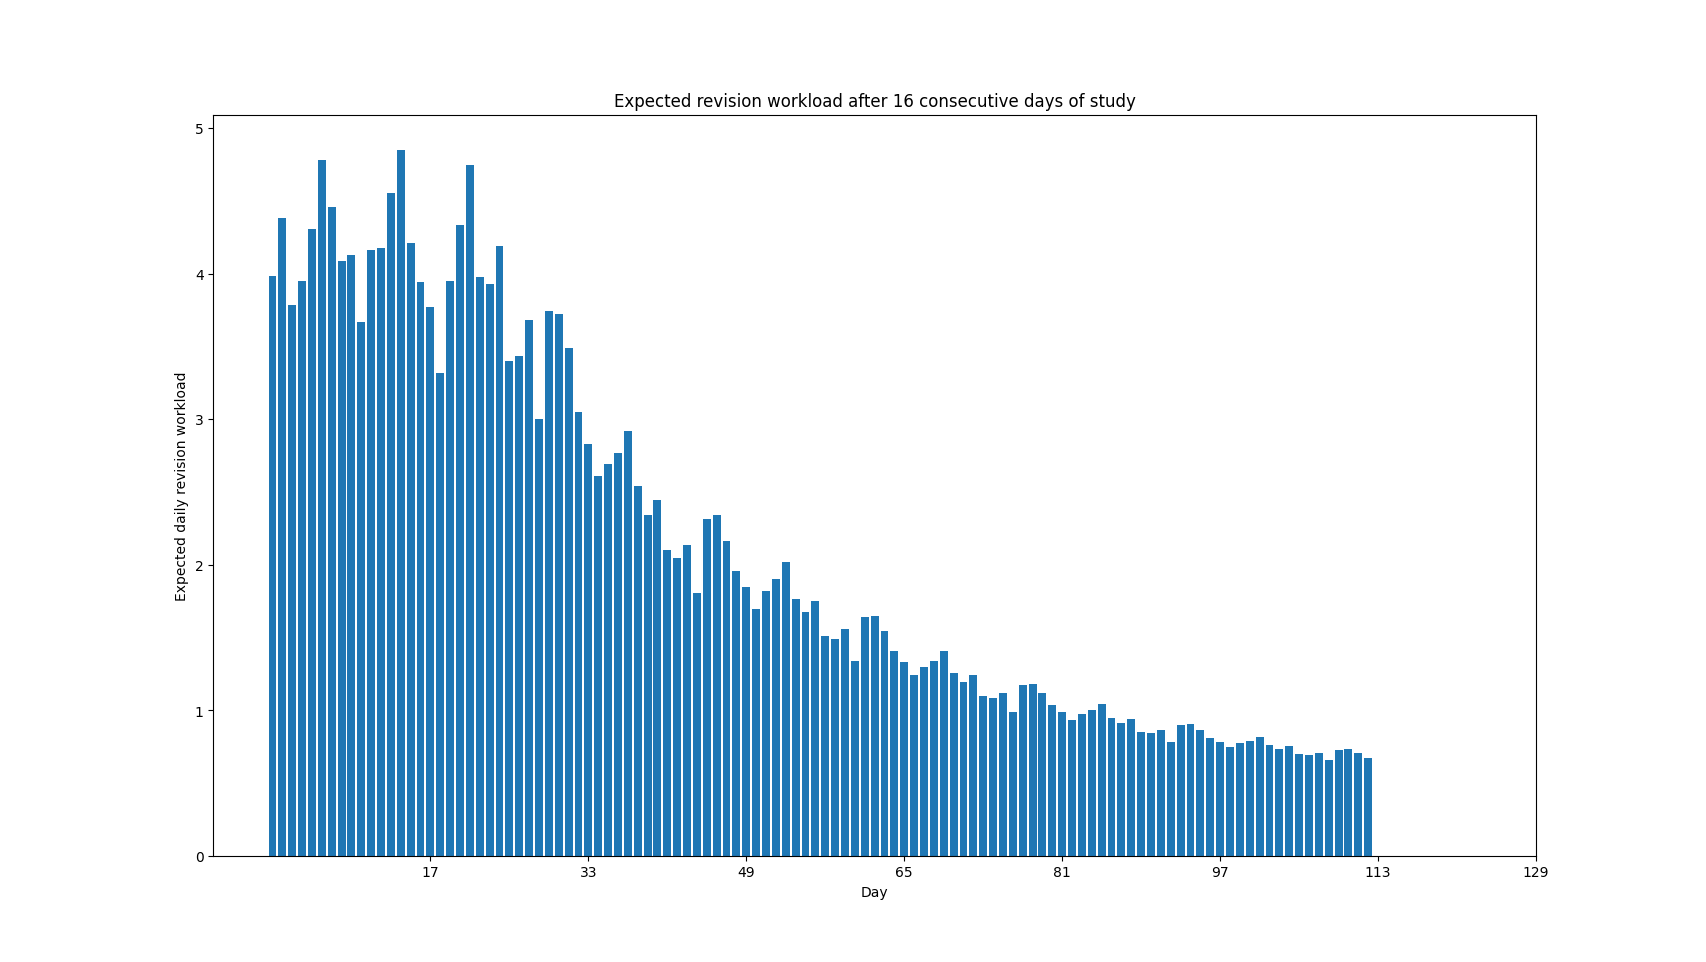 Expected revision workload after 16 consecutive days of study
5
4
3
2
1
0
Expected daily revision workload
17 33 49 65 81 97 113 129
Day